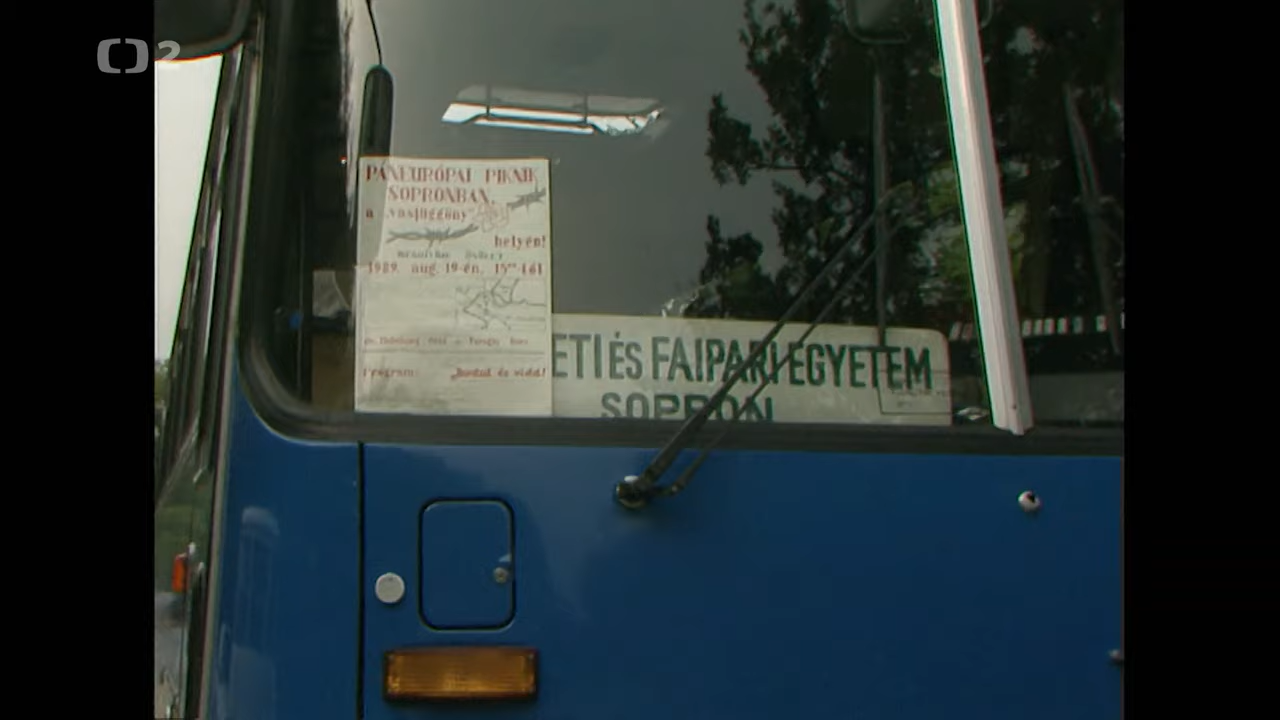 2
PÁNEURÓPAI PIKNIK
SOPRONBAN,
a „vasfüggöny"
helyén!
1989. aug. 19-én, 15⁰⁰-tól
program: „bontsd és vidd!
ETI ÉS FAIPARI EGYETEM
SOPRON